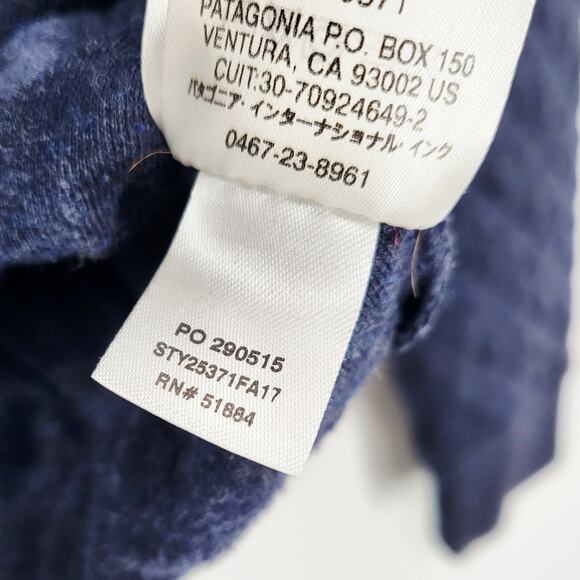 PATAGONIA P.O. BOX 150
VENTURA, CA 93002 US
CUIT:30-70924649-2
パタゴニア・インターナショナル・インク
0467-23-8961
PO 290515
STY25371FA17
RN# 51884